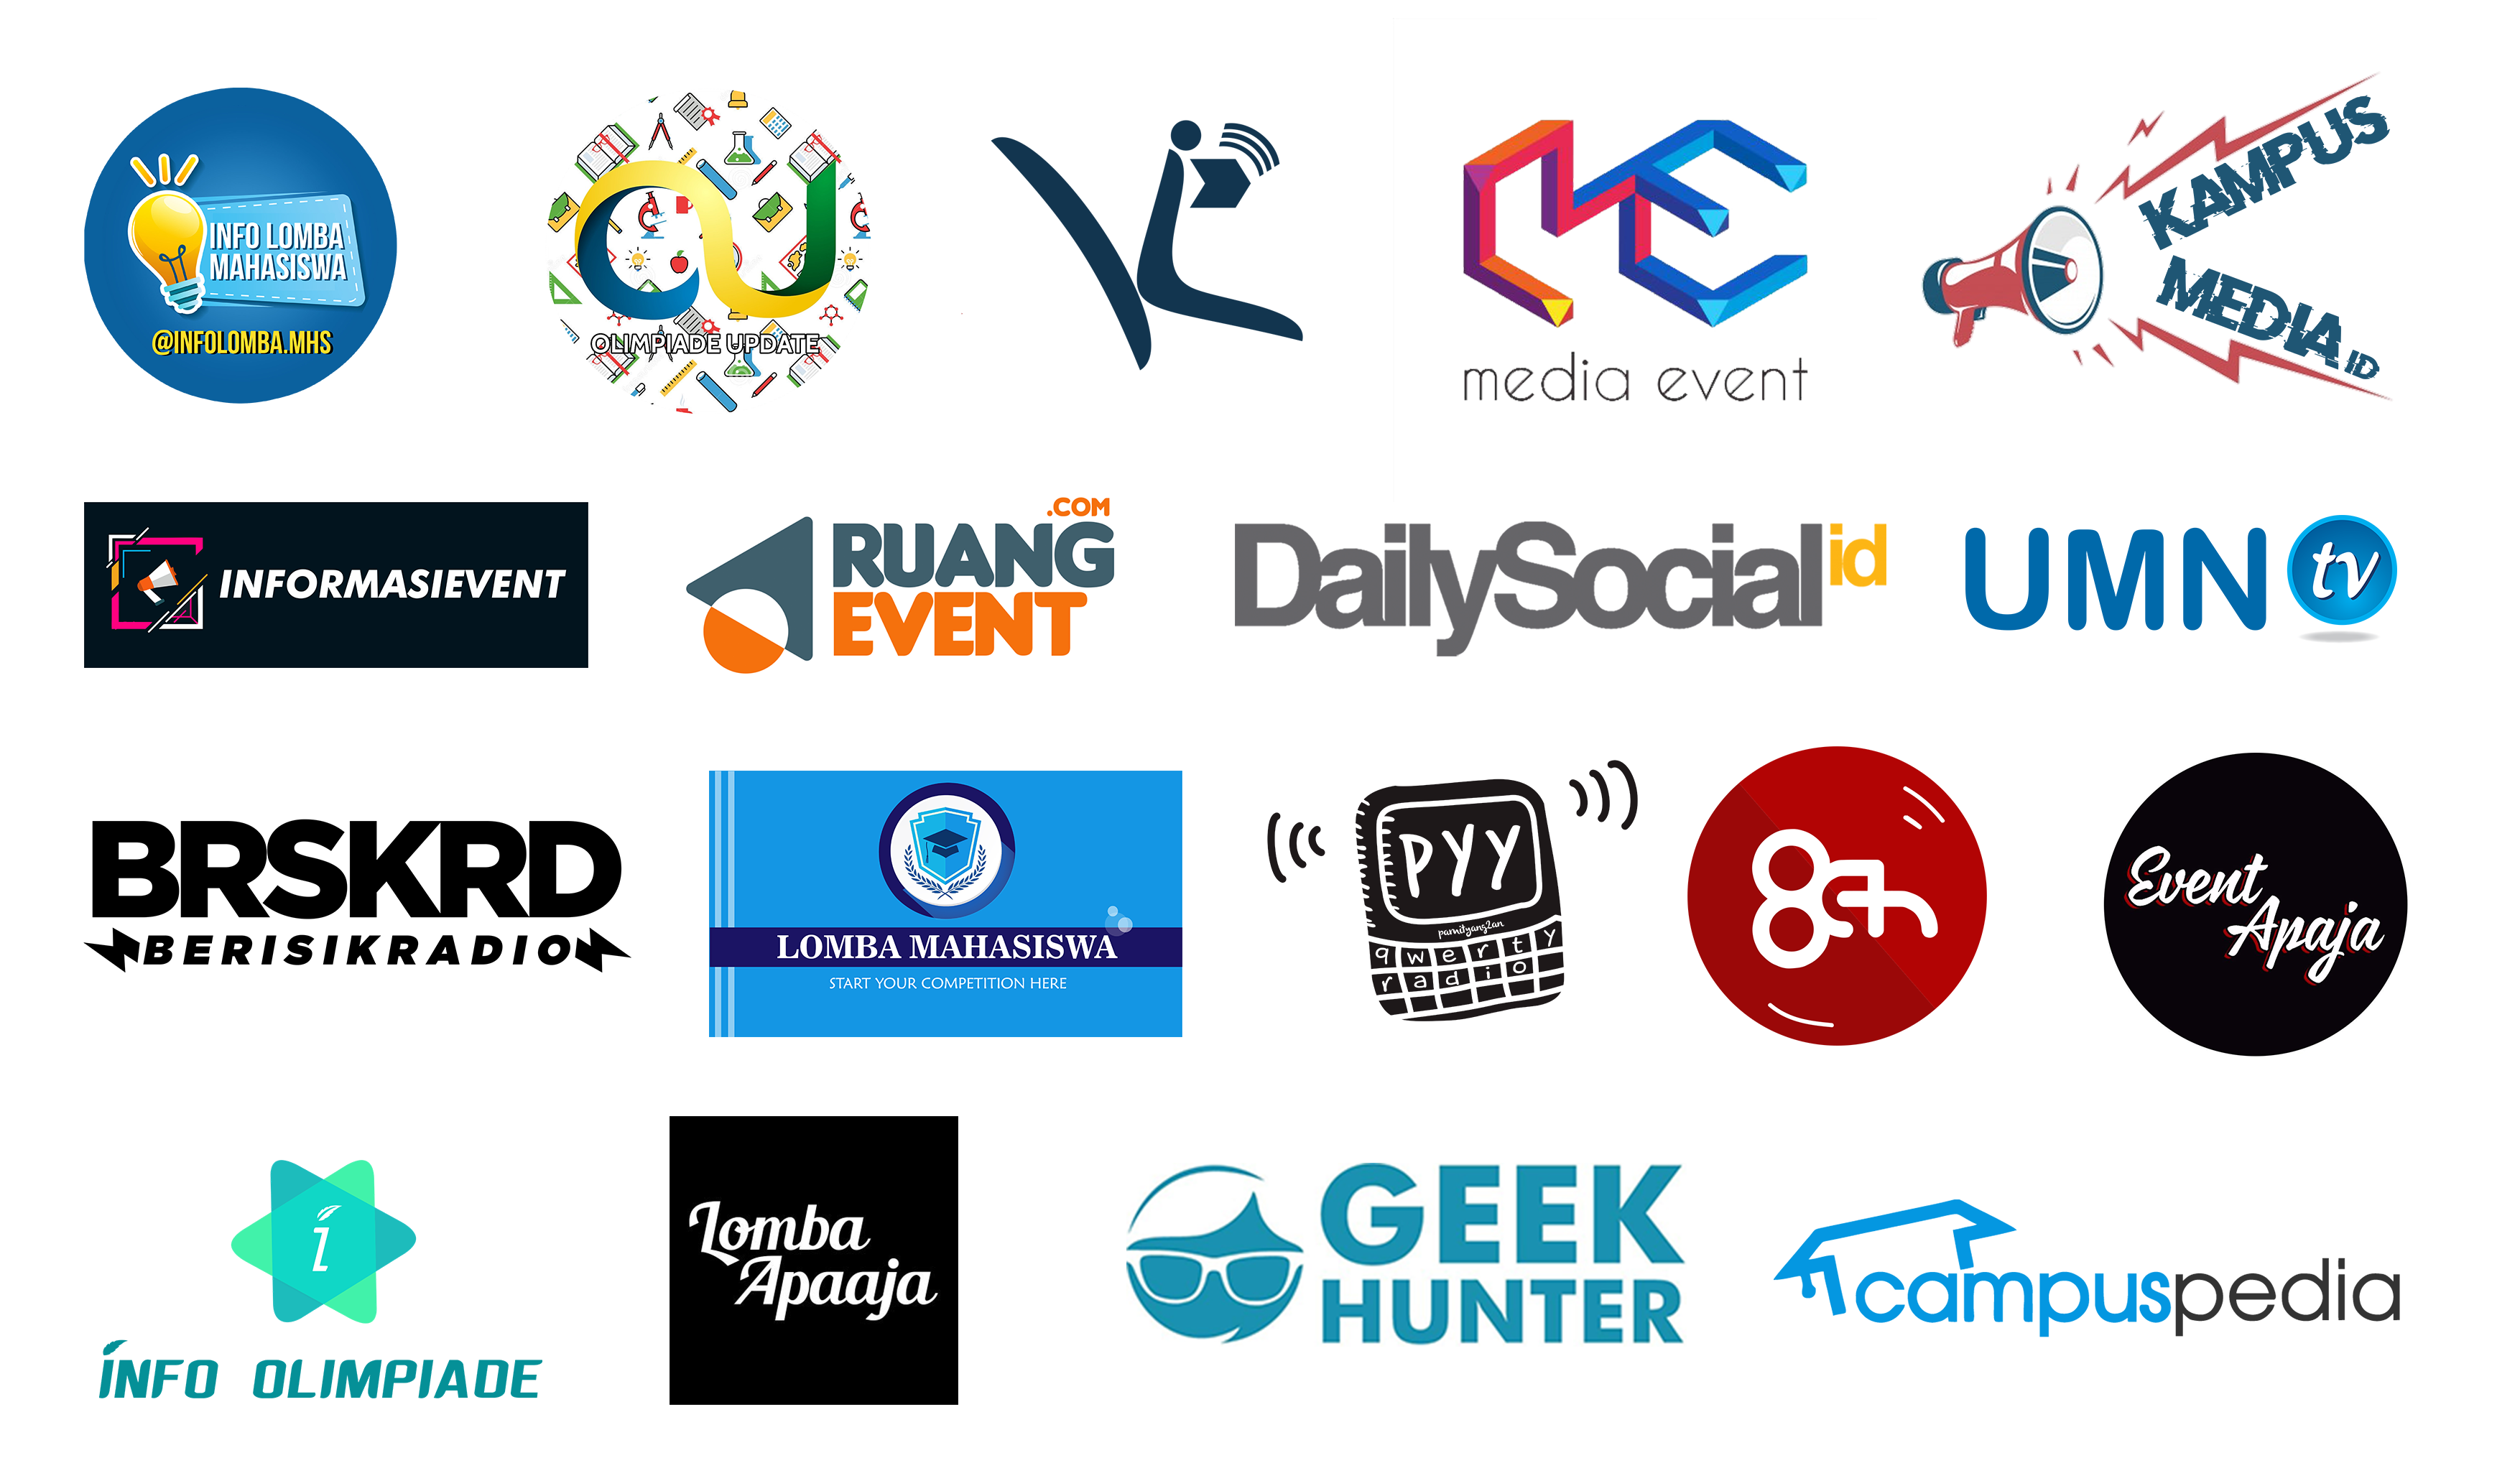 INFO LOMBA
MAHASISWA
@INFOLOMBA.MHS
OLIMPIADE UPDATE
media event
KAMPUS
MEDIA ID
INFORMASIEVENT
.COM
RUANG
EVENT
DailySocial id
UMN tv
BRSKRD
BERISIKRADIO
LOMBA MAHASISWA
START YOUR COMPETITION HERE
PYY
pamityang2an
qwerty
radio
Event
Apaja
i
INFO OLIMPIADE
Lomba
Apaaja
GEEK
HUNTER
campuspedia